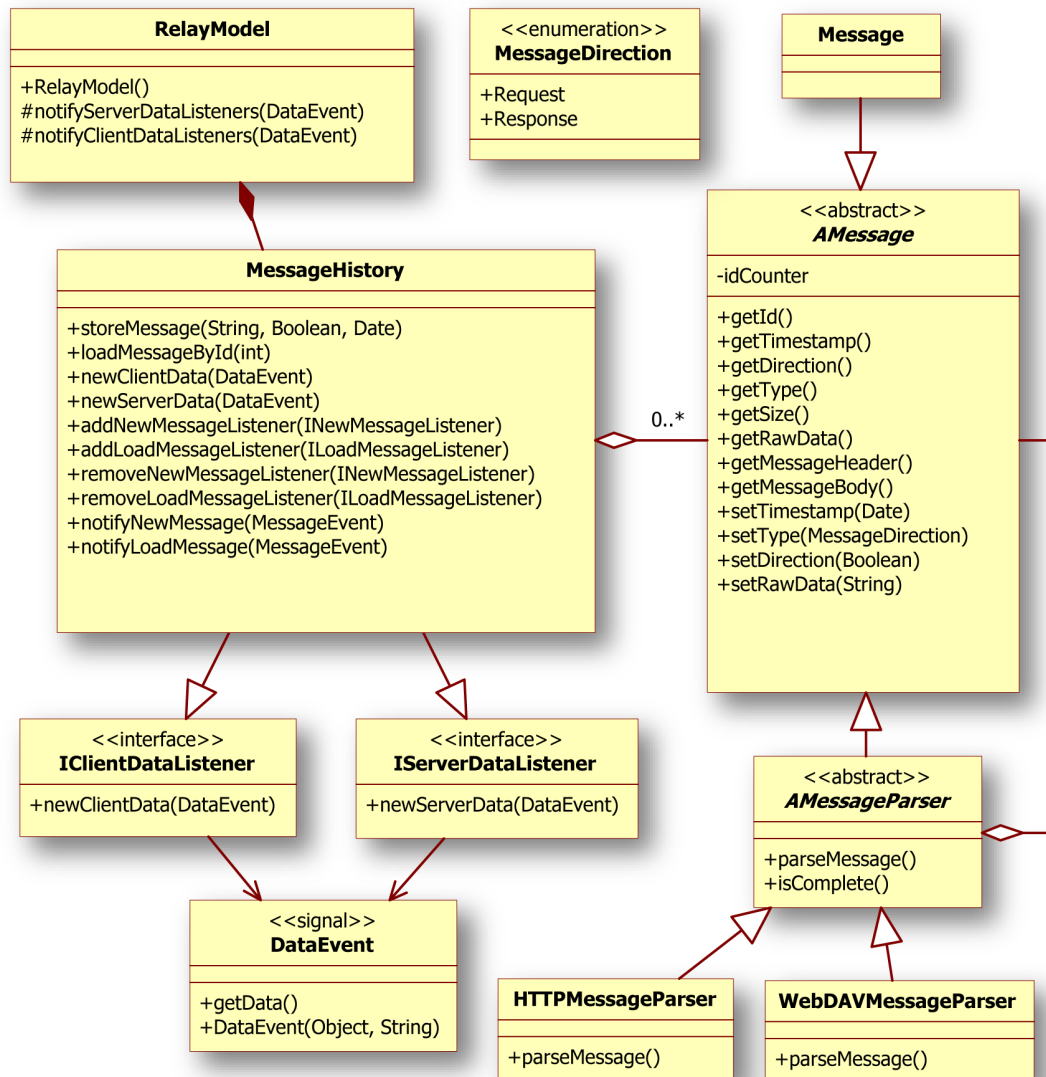 RelayModel
+RelayModel()
#notifyServerDataListeners(DataEvent)
#notifyClientDataListeners(DataEvent)
<<enumeration>>
MessageDirection
+Request
+Response
Message
<<abstract>>
AMessage
-idCounter
+getId()
+getTimestamp()
+getDirection()
+getType()
+getSize()
+getRawData()
+getMessageHeader()
+getMessageBody()
+setTimestamp(Date)
+setType(MessageDirection)
+setDirection(Boolean)
+setRawData(String)
MessageHistory
+storeMessage(String, Boolean, Date)
+loadMessageById(int)
+newClientData(DataEvent)
+newServerData(DataEvent)
+addNewMessageListener(INewMessageListener)
+addLoadMessageListener(ILoadMessageListener)
+removeNewMessageListener(INewMessageListener)
+removeLoadMessageListener(ILoadMessageListener)
+notifyNewMessage(MessageEvent)
+notifyLoadMessage(MessageEvent)
0..*
<<interface>>
IClientDataListener
+newClientData(DataEvent)
<<interface>>
IServerDataListener
+newServerData(DataEvent)
<<abstract>>
AMessageParser
+parseMessage()
+isComplete()
<<signal>>
DataEvent
+getData()
+DataEvent(Object, String)
HTTPMessageParser
+parseMessage()
WebDAVMessageParser
+parseMessage()